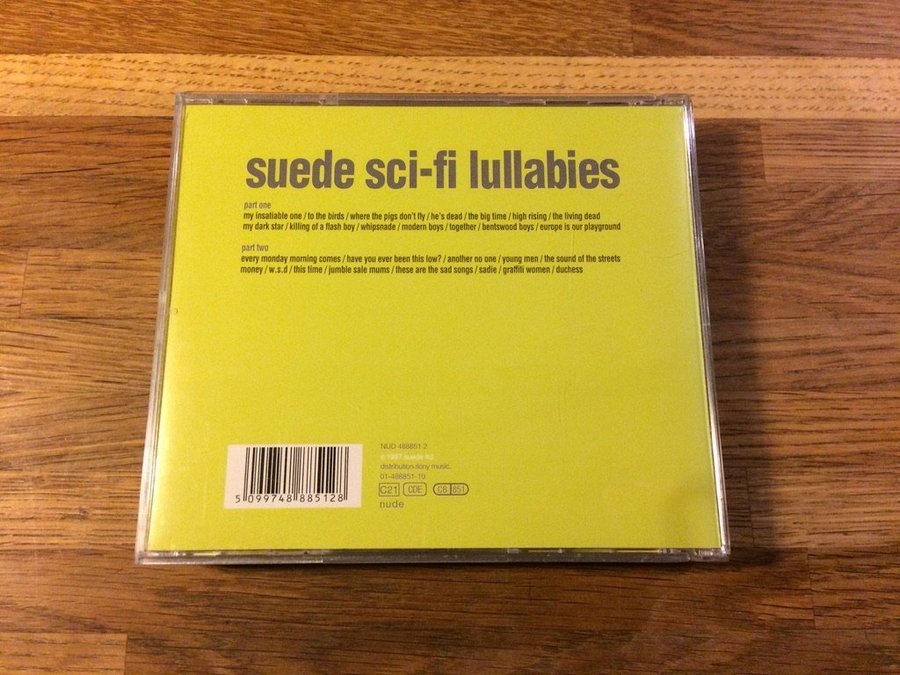 suede sci-fi lullabies
part one
my insatiable one / to the birds / where the pigs don't fly / he's dead / the big time / high rising / the living dead
my dark star / killing of a flash boy / whipsnade / modern boys / together / bentswood boys / europe is our playground
part two
every monday morning comes / have you ever been this low? / another no one / young men / the sound of the streets
money / w.s.d / this time / jumble sale mums / these are the sad songs / sadie / graffiti women / duchess
NUD 488851 2
1997 suede ltd.
distribution sony music.
01-488851-10
C21 CDE CB 851
nude
5 099748 885128